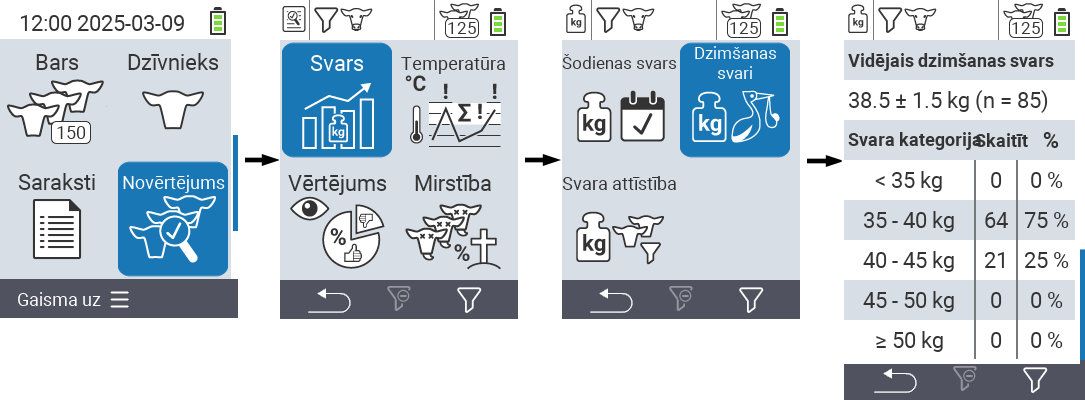 12:00 2025-03-09
Bars
Dzīvnieks
150
Saraksti
Novērtējums
Gaisma uz
125
Svars
Temperatūra
°C
! !
Σ !
kg
Vērtējums
Mirstība
%
%
kg
125
Šodienas svars
Dzimšanas
svari
kg
kg
Svara attīstība
kg
kg
125
Vidējais dzimšanas svars
38.5 ± 1.5 kg (n = 85)
Svara kategorija Skaitīt %
< 35 kg 0 0 %
35 - 40 kg 64 75 %
40 - 45 kg 21 25 %
45 - 50 kg 0 0 %
≥ 50 kg 0 0 %